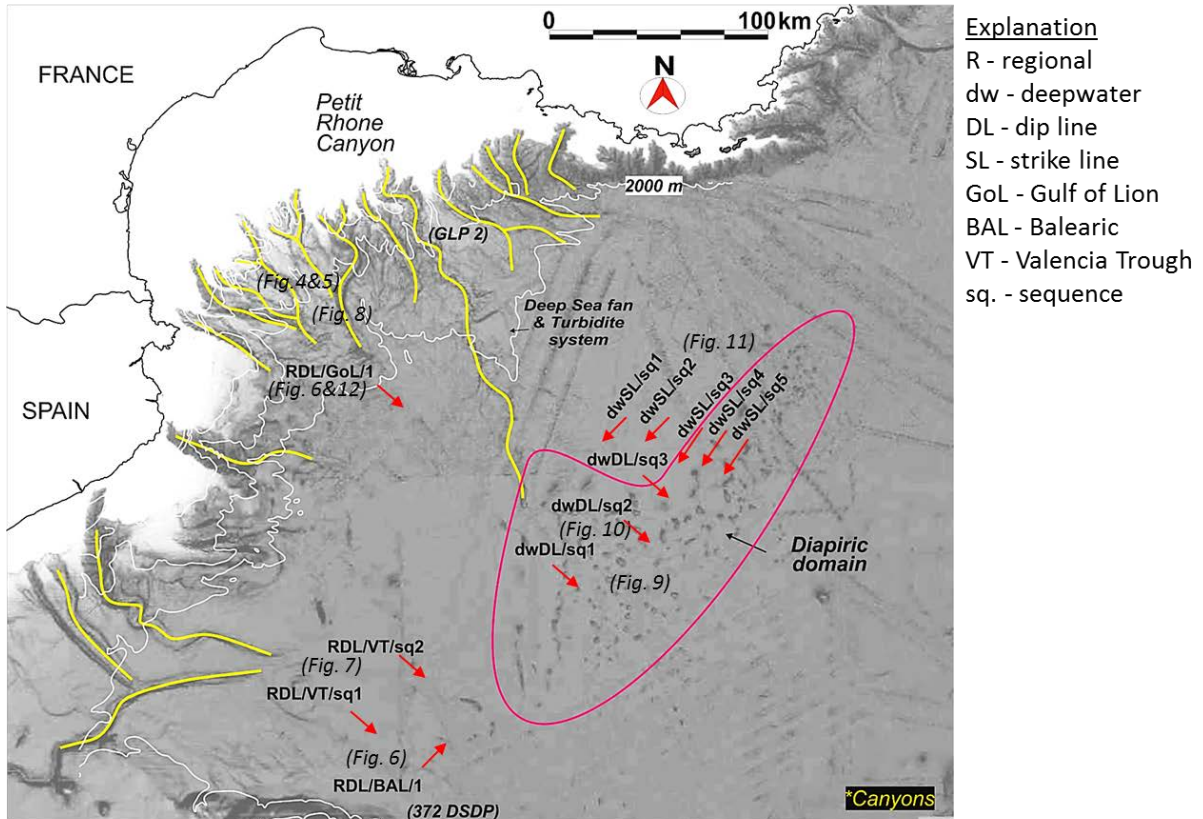 0 100 km
FRANCE
N
Petit
Rhone
Canyon
2000 m
(GLP 2)
(Fig.4&5)
(Fig. 8)
Deep Sea fan
& Turbidite
system
RDL/GoL/1
(Fig. 6&12)
SPAIN
(Fig. 11)
dwSL/sq1
dwSL/sq2
dwSL/sq3
dwSL/sq4
dwSL/sq5
dwDL/sq3
dwDL/sq2
(Fig. 10)
dwDL/sq1
(Fig. 9)
Diapiric
domain
RDL/VT/sq2
(Fig. 7)
RDL/VT/sq1
(Fig. 6)
RDL/BAL/1
(372 DSDP)
*Canyons
Explanation
R - regional
dw - deepwater
DL - dip line
SL - strike line
GoL - Gulf of Lion
BAL - Balearic
VT - Valencia Trough
sq. - sequence